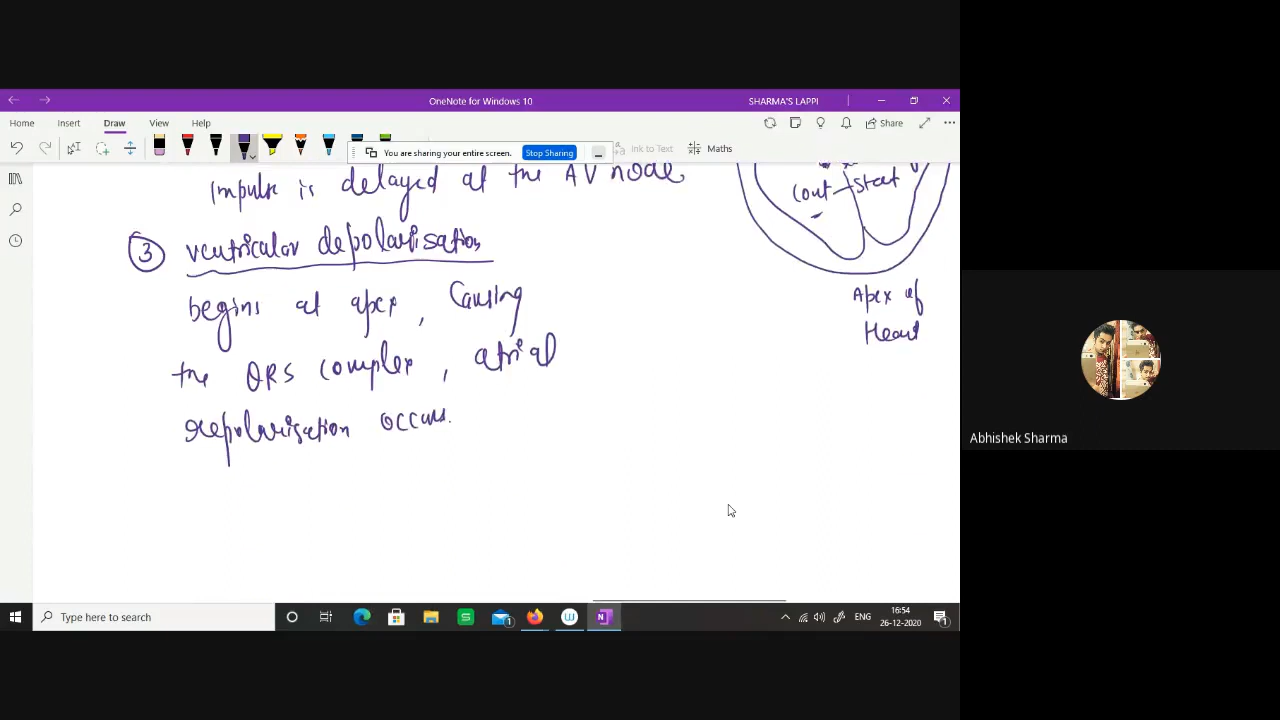 OneNote for Windows 10
SHARMA'S LAPPI
Home Insert Draw View Help
Share
You are sharing your entire screen. Stop Sharing
Ink to Text Maths
Impulse is delayed at the AV node
③ ventricular depolarisation
begins at apex, causing
the QRS complex, atrial
repolarisation occurs.
start
Apex of
Heart
Abhishek Sharma
Type here to search
1
ENG
16:54
26-12-2020
1